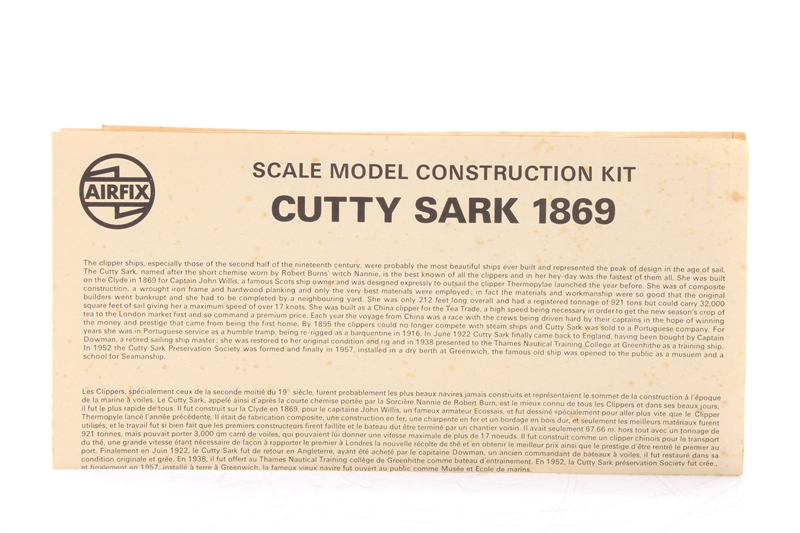 AIRFIX
SCALE MODEL CONSTRUCTION KIT
CUTTY SARK 1869
The clipper ships, especially those of the second half of the nineteenth century, were probably the most beautiful ships ever built and represented the peak of design in the age of sail.
The Cutty Sark, named after the short chemise worn by Robert Burns' witch Nannie, is the best known of all the clippers and in her hey-day was the fastest of them all. She was built
on the Clyde in 1869 for Captain John Willis, a famous Scots ship owner and was designed expressly to outsail the clipper Thermopylae launched the year before. She was of composite
construction, a wrought iron frame and hardwood planking and only the very best materials were employed; in fact the materials and workmanship were so good that the original
builders went bankrupt and she had to be completed by a neighbouring yard. She was only 212 feet long overall and had a registered tonnage of 921 tons but could carry 32,000
square feet of sail giving her a maximum speed of over 17 knots. She was built as a China clipper for the Tea Trade, a high speed being necessary in order to get the new season's crop of
tea to the London market first and so command a premium price. Each year the voyage from China was a race with the crews being driven hard by their captains in the hope of winning
the money and prestige that came from being the first home. By 1895 the clippers could no longer compete with steam ships and Cutty Sark was sold to a Portuguese company. For
years she was in Portuguese service as a humble tramp, being re-rigged as a barquentine in 1916. In June 1922 Cutty Sark finally came back to England, having been bought by Captain
Dowman, a retired sailing ship master; she was restored to her original condition and rig and in 1938 presented to the Thames Nautical Training College at Greenhithe as a training ship.
In 1952 the Cutty Sark Preservation Society was formed and finally in 1957, installed in a dry berth at Greenwich, the famous old ship was opened to the public as a musuem and a
school for Seamanship.
Les Clippers, spécialement ceux de la seconde moitié du 19° siècle, furent probablement les plus beaux navires jamais construits et représentaient le sommet de la construction à l'époque
de la marine à voiles. Le Cutty Sark, appelé ainsi d'après la courte chemise portée par la Sorcière Nannie de Robert Burn, est le mieux connu de tous les Clippers et dans ses beaux jours,
il fut le plus rapide de tous. Il fut construit sur la Clyde en 1869, pour le capitaine John Willis, un fameux armateur Ecossais, et fut dessiné spécialement pour aller plus vite que le Clipper
Thermopylae lancé l'année précédente, Il était de fabrication composite, une construction en fer, une charpente en fer et un bordage en bois dur, et seulement les meilleurs matériaux furent
utilisés, et le travail fut si bien fait que les premiers constructeurs firent faillite et le bateau dut être terminé par un chantier voisin. Il avait seulement 67.66 m. hors tout avec un tonnage de
921 tonnes, mais pouvait porter 3,000 qm carré de voiles, qui pouvaient lui donner une vitesse maximale de plus de 17 noeuds. Il fut construit comme un clipper chinois pour le transport
du thé, une grande vitesse étant nécessaire de façon à rapporter le premier à Londres la nouvelle récolte de thé et en obtenir le meilleur prix ainsi que le prestige d'être rentré le premier
au port. Finalement en Juin 1922, le Cutty Sark fut de retour en Angleterre, ayant été acheté par le capitaine Dowman, un ancien commandant de bateaux à voiles, il fut restauré dans sa
condition originale et grée. En 1938, il fut offert au Thames Nautical Training collège de Greenhithe comme bateau d'entrainement. En 1952, la Cutty Sark préservation Society fut crée.,
et finalement en 1957, installé à terre à Greenwich, la fameux vieux navire fut ouvert au public comme Musée et Ecole de marins.